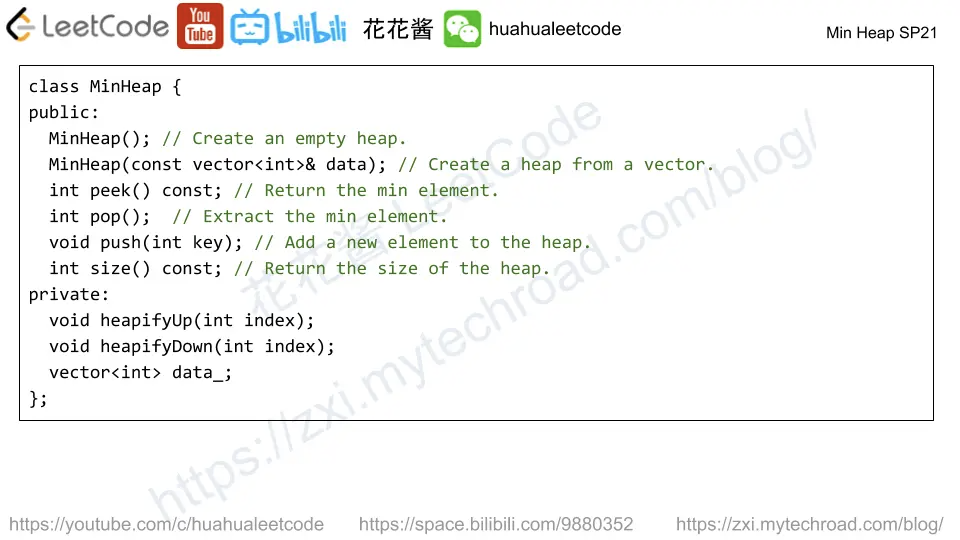 LeetCode You Tube bilibili 花花酱 huahualeetcode
Min Heap SP21
class MinHeap {
public:
  MinHeap(); // Create an empty heap.
  MinHeap(const vector<int>& data); // Create a heap from a vector.
  int peek() const; // Return the min element.
  int pop();  // Extract the min element.
  void push(int key); // Add a new element to the heap.
  int size() const; // Return the size of the heap.
private:
  void heapifyUp(int index);
  void heapifyDown(int index);
  vector<int> data_;
};
花花酱 LeetCode
https://zxi.mytechroad.com/blog/
https://youtube.com/c/huahualeetcode https://space.bilibili.com/9880352 https://zxi.mytechroad.com/blog/